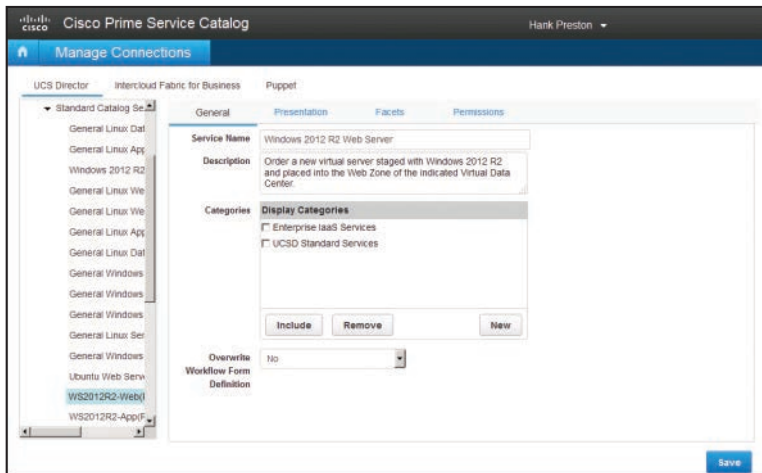 cisco
Cisco Prime Service Catalog
Hank Preston
Manage Connections
UCS Director
Intercloud Fabric for Business
Puppet
Standard Catalog Se
General Linux Dat
General Linux App
Windows 2012 R2
General Linux We
General Linux We
General Linux App
General Linux Dat
General Windows
General Windows
General Windows
General Linux Ser
General Windows
Ubuntu Web Serv
WS2012R2-Web(
WS2012R2-App(F
General
Presentation
Facets
Permissions
Service Name
Windows 2012 R2 Web Server
Description
Order a new virtual server staged with Windows 2012 R2
and placed into the Web Zone of the indicated Virtual Data
Center.
Categories
Display Categories
Enterprise IaaS Services
UCSD Standard Services
Include
Remove
New
Overwrite
Workflow Form
Definition
No
Save